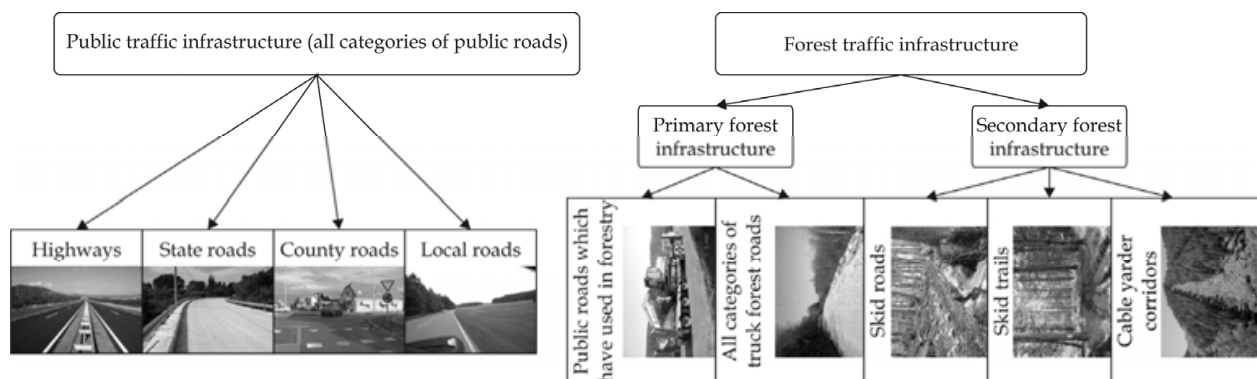 Public traffic infrastructure (all categories of public roads)
Highways
State roads
County roads
Local roads
Forest traffic infrastructure
Primary forest
infrastructure
Secondary forest
infrastructure
Public roads which
have used in forestry
All categories of
truck forest roads
Skid roads
Skid trails
Cable yarder
corridors